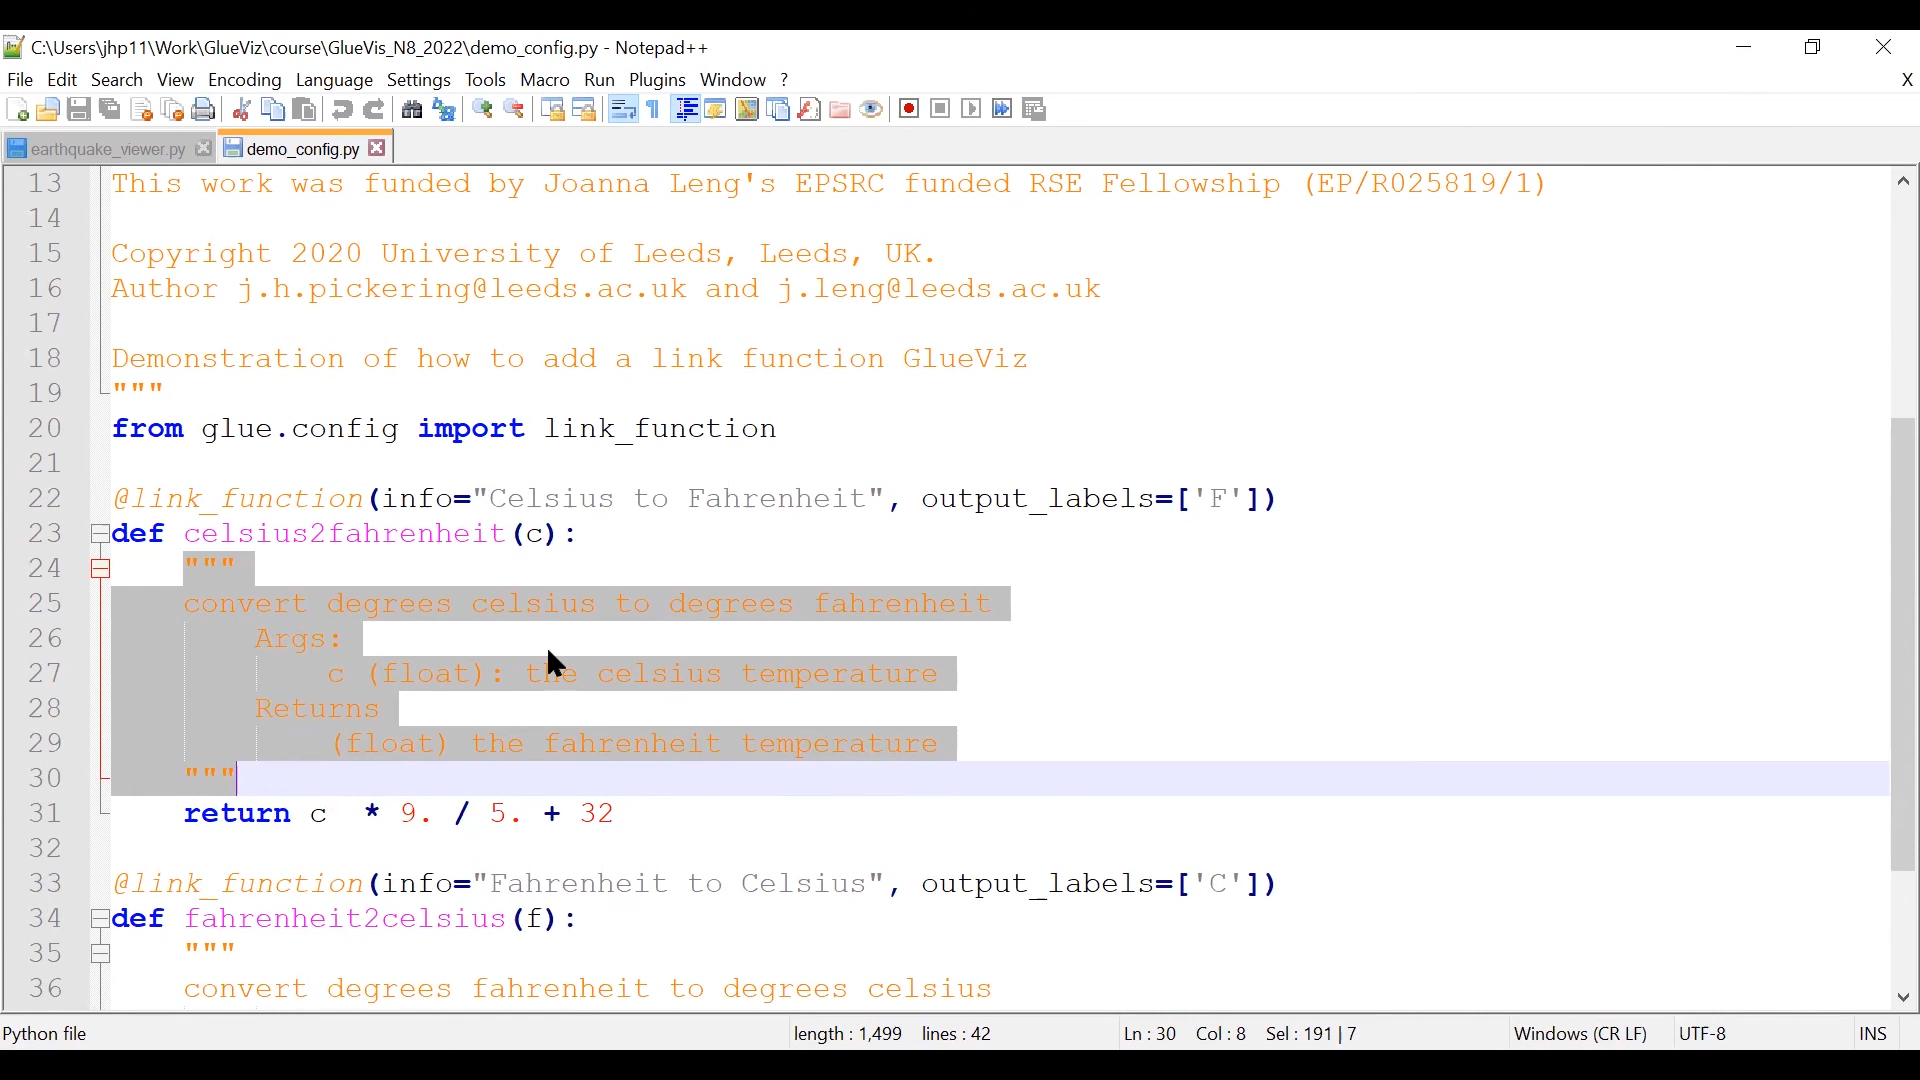 C:\Users\jhp11\Work\GlueViz\course\GlueVis_N8_2022\demo_config.py - Notepad++
File Edit Search View Encoding Language Settings Tools Macro Run Plugins Window ? X
earthquake_viewer.py demo_config.py
13 This work was funded by Joanna Leng's EPSRC funded RSE Fellowship (EP/R025819/1)
14
15 Copyright 2020 University of Leeds, Leeds, UK.
16 Author j.h.pickering@leeds.ac.uk and j.leng@leeds.ac.uk
17
18 Demonstration of how to add a link function GlueViz
19 """
20 from glue.config import link_function
21
22 @link_function(info="Celsius to Fahrenheit", output_labels=['F'])
23 def celsius2fahrenheit(c):
24 """
25 convert degrees celsius to degrees fahrenheit
26 Args:
27 c (float): the celsius temperature
28 Returns
29 (float) the fahrenheit temperature
30 """
31 return c  * 9. / 5. + 32
32
33 @link_function(info="Fahrenheit to Celsius", output_labels=['C'])
34 def fahrenheit2celsius(f):
35 """
36 convert degrees fahrenheit to degrees celsius
Python file length : 1,499 lines : 42 Ln : 30 Col : 8 Sel : 191 | 7 Windows (CR LF) UTF-8 INS